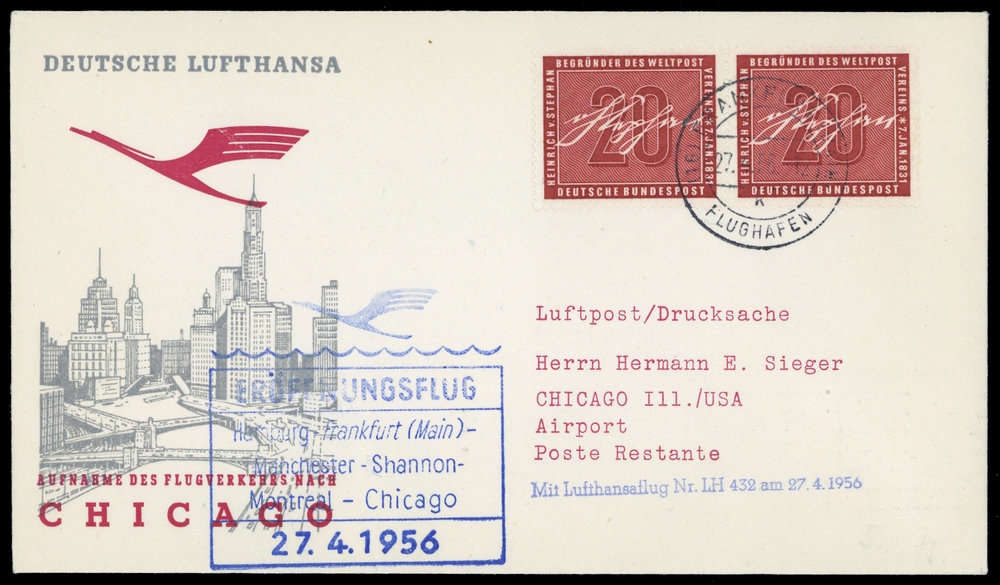 DEUTSCHE LUFTHANSA
BEGRÜNDER DES WELTPOST
HEINRICH v. STEPHAN
VEREINS * 7. JAN. 1831
20
DEUTSCHE BUNDESPOST
BEGRÜNDER DES WELTPOST
HEINRICH v. STEPHAN
VEREINS * 7. JAN. 1831
20
DEUTSCHE BUNDESPOST
27.
k
FLUGHAFEN
Luftpost/Drucksache
Herrn Hermann E. Sieger
CHICAGO Ill./USA
Airport
Poste Restante
Mit Lufthansaflug Nr. LH 432 am 27.4.1956
ERÖFFNUNGSFLUG
Hamburg-Frankfurt (Main)-
Manchester-Shannon-
Montreal - Chicago
27.4.1956
AUFNAHME DES FLUGVERKEHRS NACH
CHICAGO